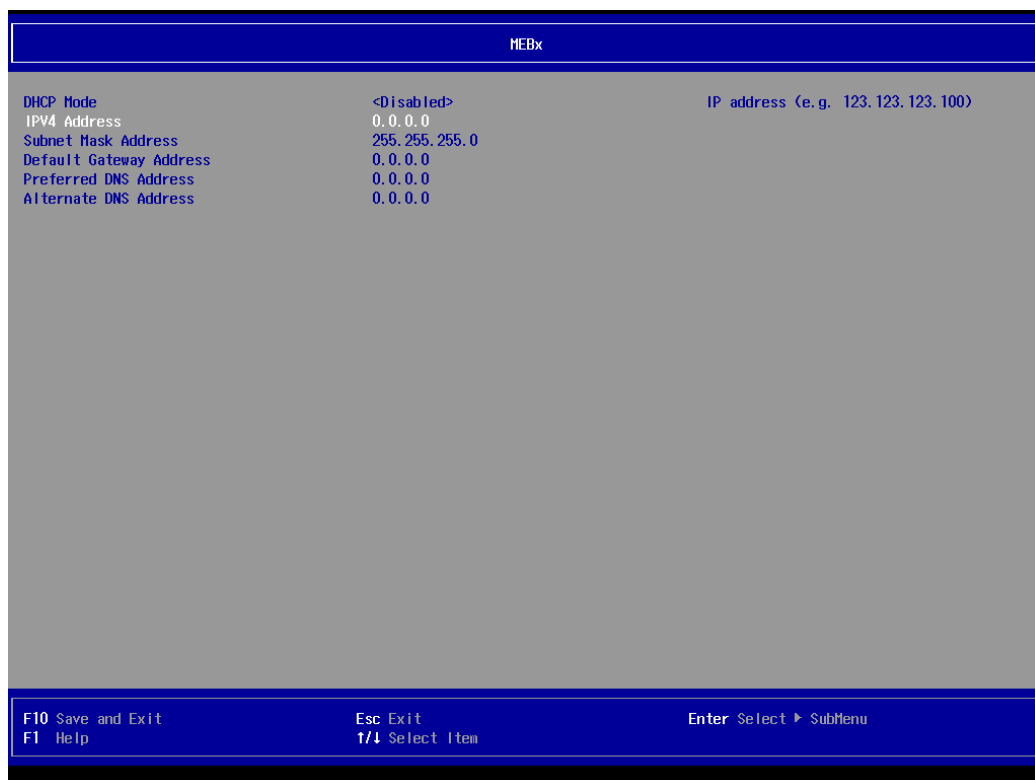 MEBx
DHCP Mode <Disabled> IP address (e.g. 123.123.123.100)
IPV4 Address 0.0.0.0
Subnet Mask Address 255.255.255.0
Default Gateway Address 0.0.0.0
Preferred DNS Address 0.0.0.0
Alternate DNS Address 0.0.0.0
F10 Save and Exit Esc Exit Enter Select ▶ SubMenu
F1 Help ↑/↓ Select Item